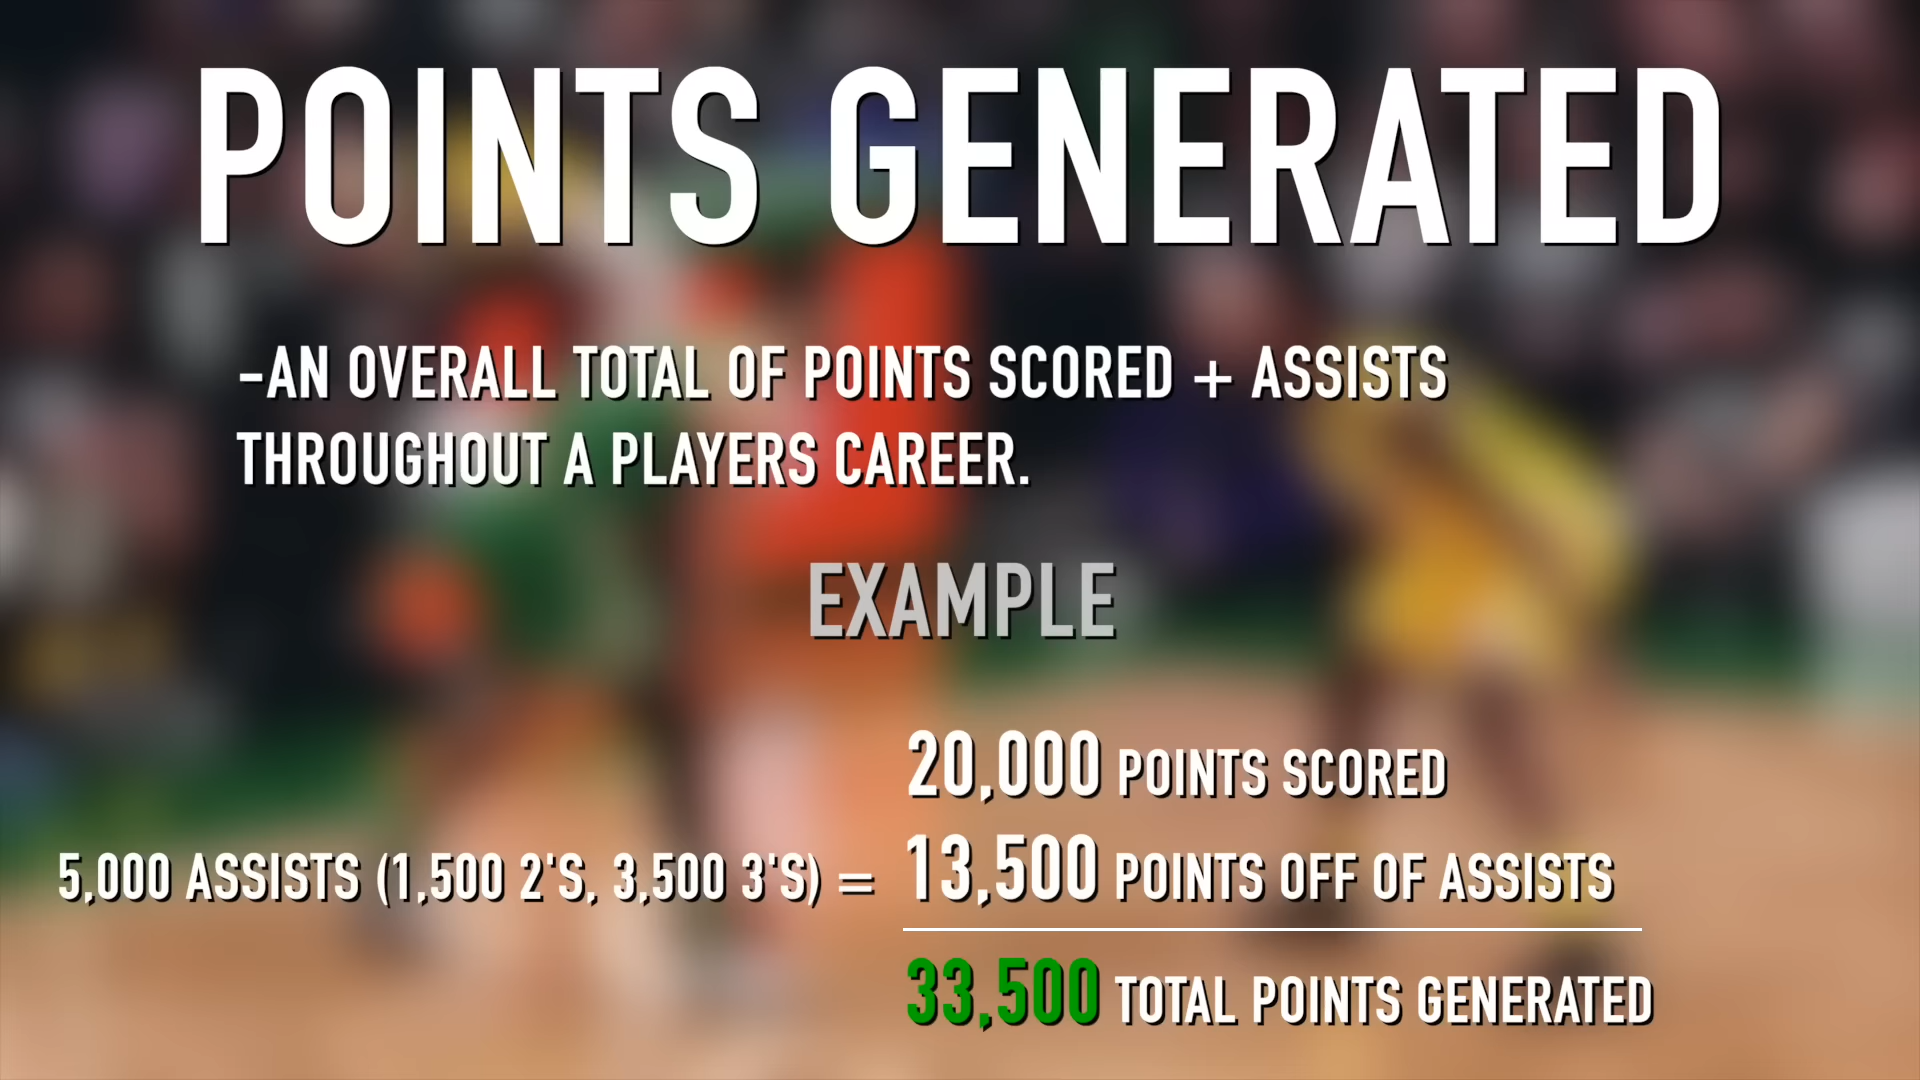 POINTS GENERATED
-AN OVERALL TOTAL OF POINTS SCORED + ASSISTS
THROUGHOUT A PLAYERS CAREER.
EXAMPLE
20,000 POINTS SCORED
5,000 ASSISTS (1,500 2'S, 3,500 3'S) = 13,500 POINTS OFF OF ASSISTS
33,500 TOTAL POINTS GENERATED